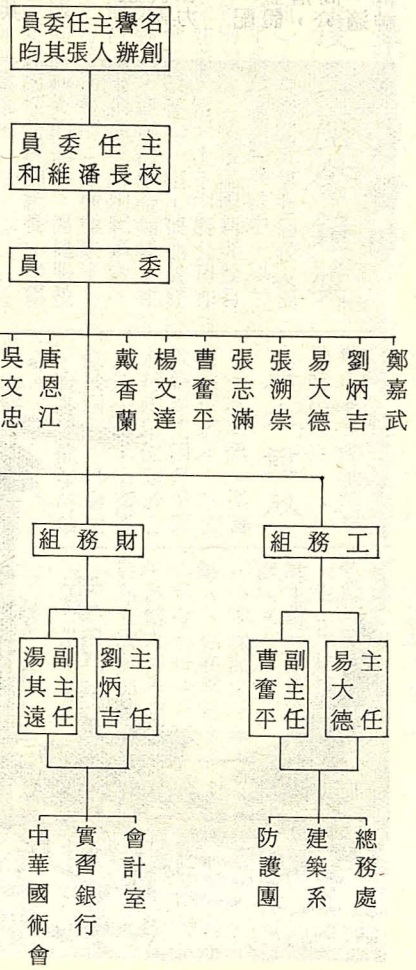 名譽主任委員
創辦人張其昀
主任委員
校長潘維和
委員
鄭嘉武
劉炳吉
易大德
張溯崇
張志滿
曹奮平
楊文達
戴香蘭
唐恩江
吳文忠
工務組
主任
易大德
副主任
曹奮平
總務處
建築系
防護團
財務組
主任
劉炳吉
副主任
湯其遠
會計室
實習銀行
中華國術會